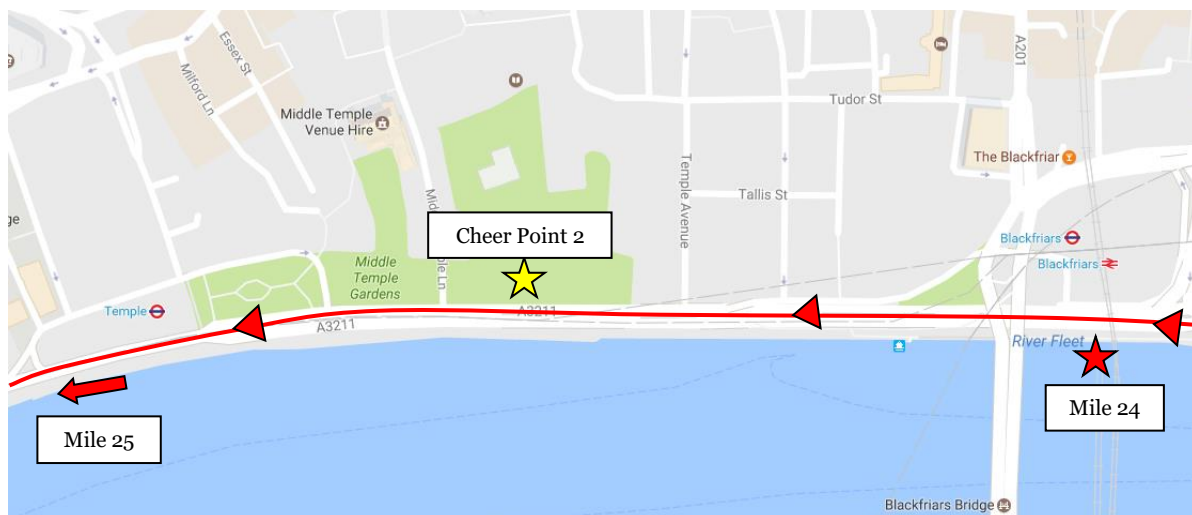 Essex St
Milford Ln
A201
Tudor St
Middle Temple
Venue Hire
The Blackfriar
Temple Avenue
Tallis St
Cheer Point 2
Blackfriars
Blackfriars
Middle
Temple
Gardens
Temple
A3211
A3211
River Fleet
Mile 24
Mile 25
Blackfriars Bridge